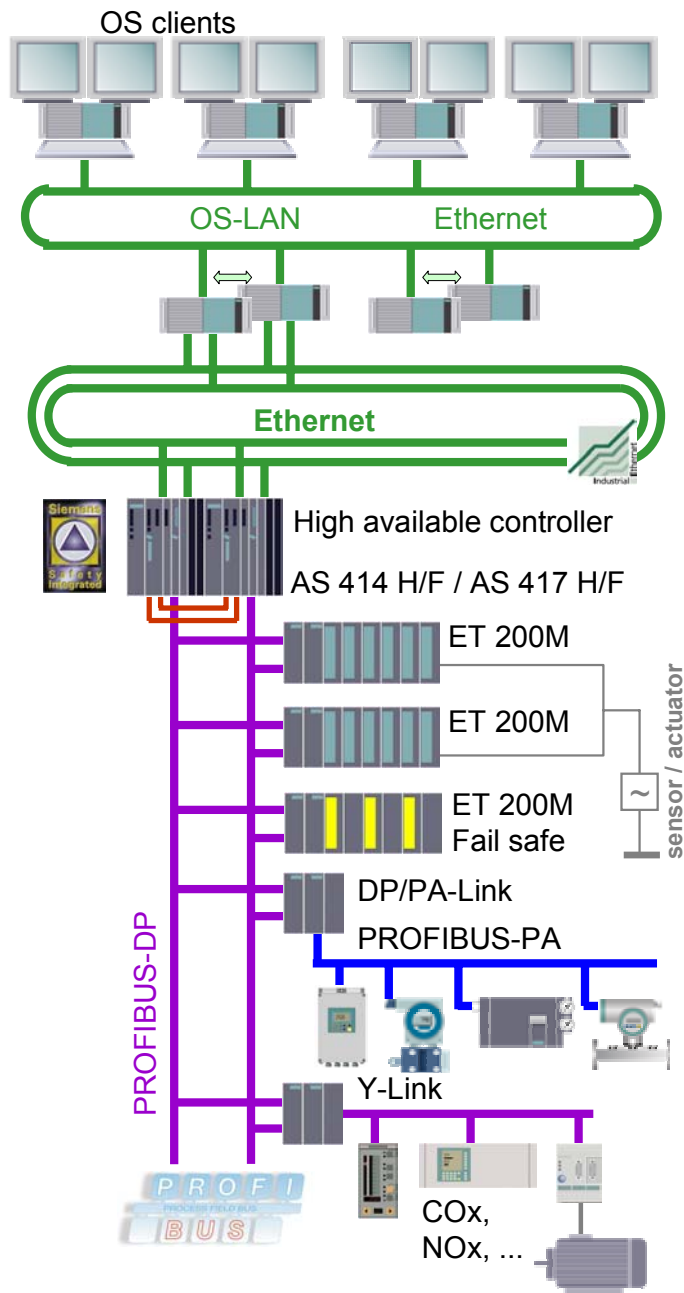 OS clients
OS-LAN
Ethernet
Ethernet
Industrial
Ethernet
Siemens
Safety
Integrated
High available controller
AS 414 H/F / AS 417 H/F
ET 200M
ET 200M
ET 200M
Fail safe
sensor / actuator
~
DP/PA-Link
PROFIBUS-PA
PROFIBUS-DP
Y-Link
COx,
NOx, ...
PROFI
PROCESS FIELD BUS
BUS